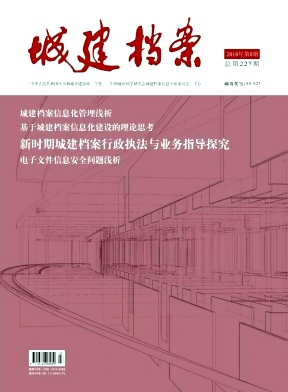 城建档案
2018年第8期
总第227期
城建档案信息化管理浅析
基于城建档案信息化建设的理论思考
新时期城建档案行政执法与业务指导探究
电子文件信息安全问题浅析